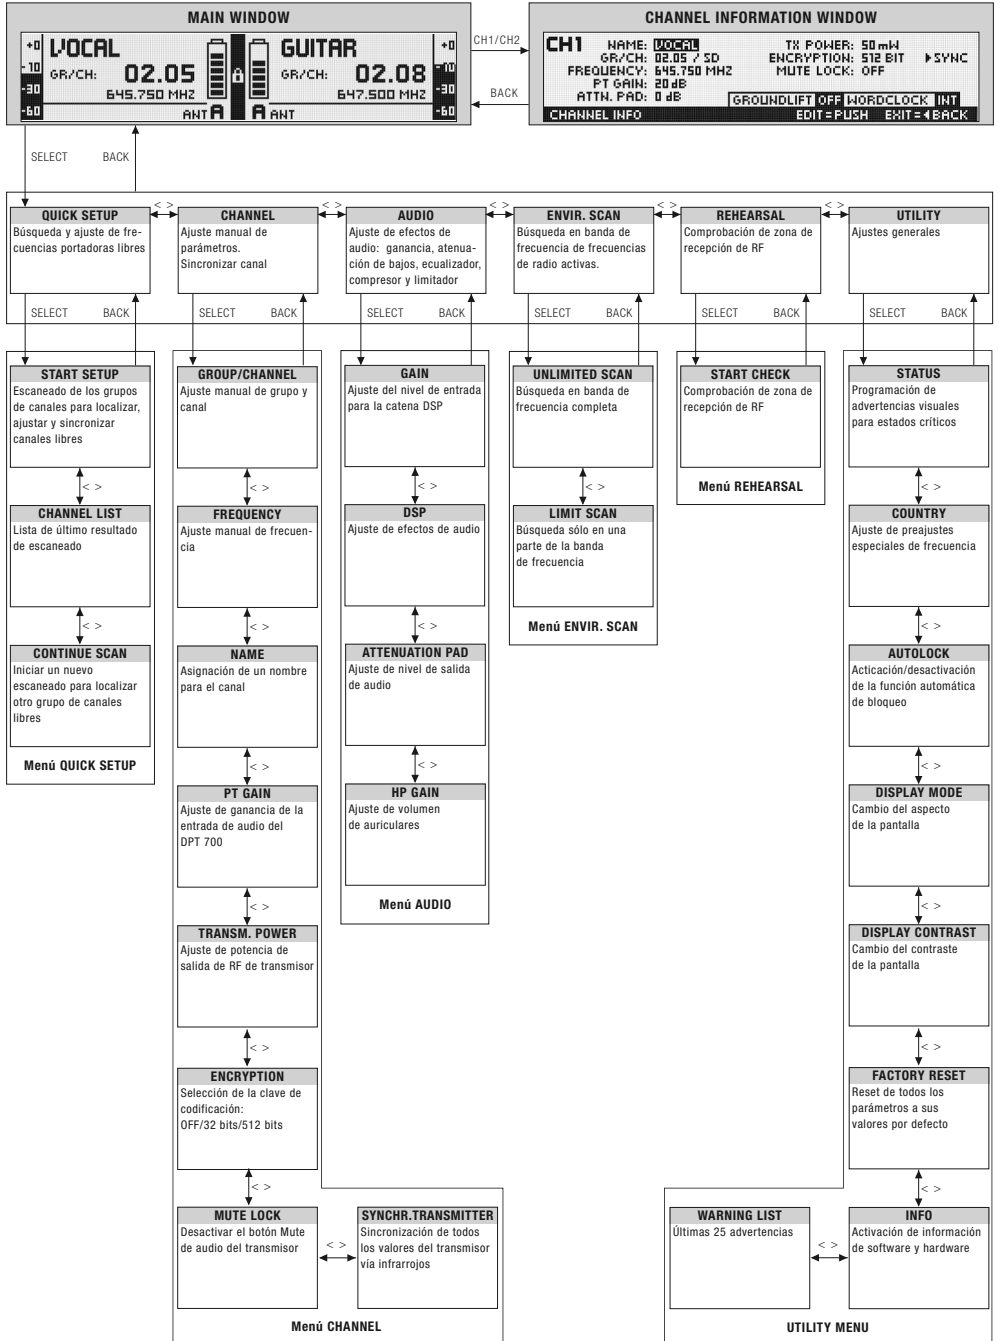 MAIN WINDOW
+0
-10
-30
-60
VOCAL
GR/CH: 02.05
645.750 MHZ
ANT A
GUITAR
GR/CH: 02.08
647.500 MHZ
A ANT
+0
-10
-30
-60
CH1/CH2
BACK
CHANNEL INFORMATION WINDOW
CH1
NAME: VOCAL
GR/CH: 02.05 / SD
FREQUENCY: 645.750 MHZ
PT GAIN: 20 dB
ATTN. PAD: 0 dB
TX POWER: 50 mW
ENCRYPTION: 512 BIT
MUTE LOCK: OFF
▶SYNC
GROUNDLIFT OFF WORDCLOCK INT
CHANNEL INFO EDIT=PUSH EXIT=◀BACK
SELECT BACK
QUICK SETUP
Búsqueda y ajuste de fre-
cuencias portadoras libres
< >
CHANNEL
Ajuste manual de
parámetros.
Sincronizar canal
< >
AUDIO
Ajuste de efectos de
audio: ganancia, atenua-
ción de bajos, ecualizador,
compresor y limitador
< >
ENVIR. SCAN
Búsqueda en banda de
frecuencia de frecuencias
de radio activas.
< >
REHEARSAL
Comprobación de zona de
recepción de RF
< >
UTILITY
Ajustes generales
SELECT BACK
SELECT BACK
SELECT BACK
SELECT BACK
SELECT BACK
SELECT BACK
START SETUP
Escaneado de los grupos
de canales para localizar,
ajustar y sincronizar
canales libres
< >
CHANNEL LIST
Lista de último resultado
de escaneado
< >
CONTINUE SCAN
Iniciar un nuevo
escaneado para localizar
otro grupo de canales
libres
Menú QUICK SETUP
GROUP/CHANNEL
Ajuste manual de grupo y
canal
< >
FREQUENCY
Ajuste manual de frecuen-
cia
< >
NAME
Asignación de un nombre
para el canal
< >
PT GAIN
Ajuste de ganancia de la
entrada de audio del
DPT 700
< >
TRANSM. POWER
Ajuste de potencia de
salida de RF de transmisor
< >
ENCRYPTION
Selección de la clave de
codificación:
OFF/32 bits/512 bits
< >
MUTE LOCK
Desactivar el botón Mute
de audio del transmisor
< >
SYNCHR.TRANSMITTER
Sincronización de todos
los valores del transmisor
vía infrarrojos
Menú CHANNEL
GAIN
Ajuste del nivel de entrada
para la catena DSP
< >
DSP
Ajuste de efectos de audio
< >
ATTENUATION PAD
Ajuste de nivel de salida
de audio
< >
HP GAIN
Ajuste de volumen
de auriculares
Menú AUDIO
UNLIMITED SCAN
Búsqueda en banda de
frecuencia completa
< >
LIMIT SCAN
Búsqueda sólo en una
parte de la banda
de frecuencia
Menú ENVIR. SCAN
START CHECK
Comprobación de zona de
recepción de RF
Menú REHEARSAL
STATUS
Programación de
advertencias visuales
para estados críticos
< >
COUNTRY
Ajuste de preajustes
especiales de frecuencia
< >
AUTOLOCK
Acticación/desactivación
de la función automática
de bloqueo
< >
DISPLAY MODE
Cambio del aspecto
de la pantalla
< >
DISPLAY CONTRAST
Cambio del contraste
de la pantalla
< >
FACTORY RESET
Reset de todos los
parámetros a sus
valores por defecto
< >
INFO
Activación de información
de software y hardware
< >
WARNING LIST
Últimas 25 advertencias
UTILITY MENU